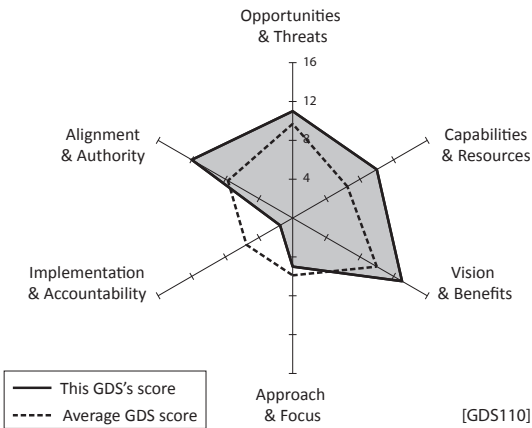 Opportunities
& Threats
16
12
8
4
Alignment
& Authority
Capabilities
& Resources
Implementation
& Accountability
Vision
& Benefits
This GDS's score
Average GDS score
Approach
& Focus
[GDS110]